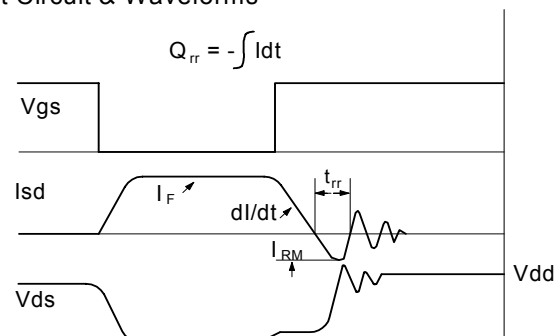 t Circuit & Waveforms
Q rr = - ∫ Idt
Vgs
Isd
I F
dI/dt
t rr
I RM
Vds
Vdd